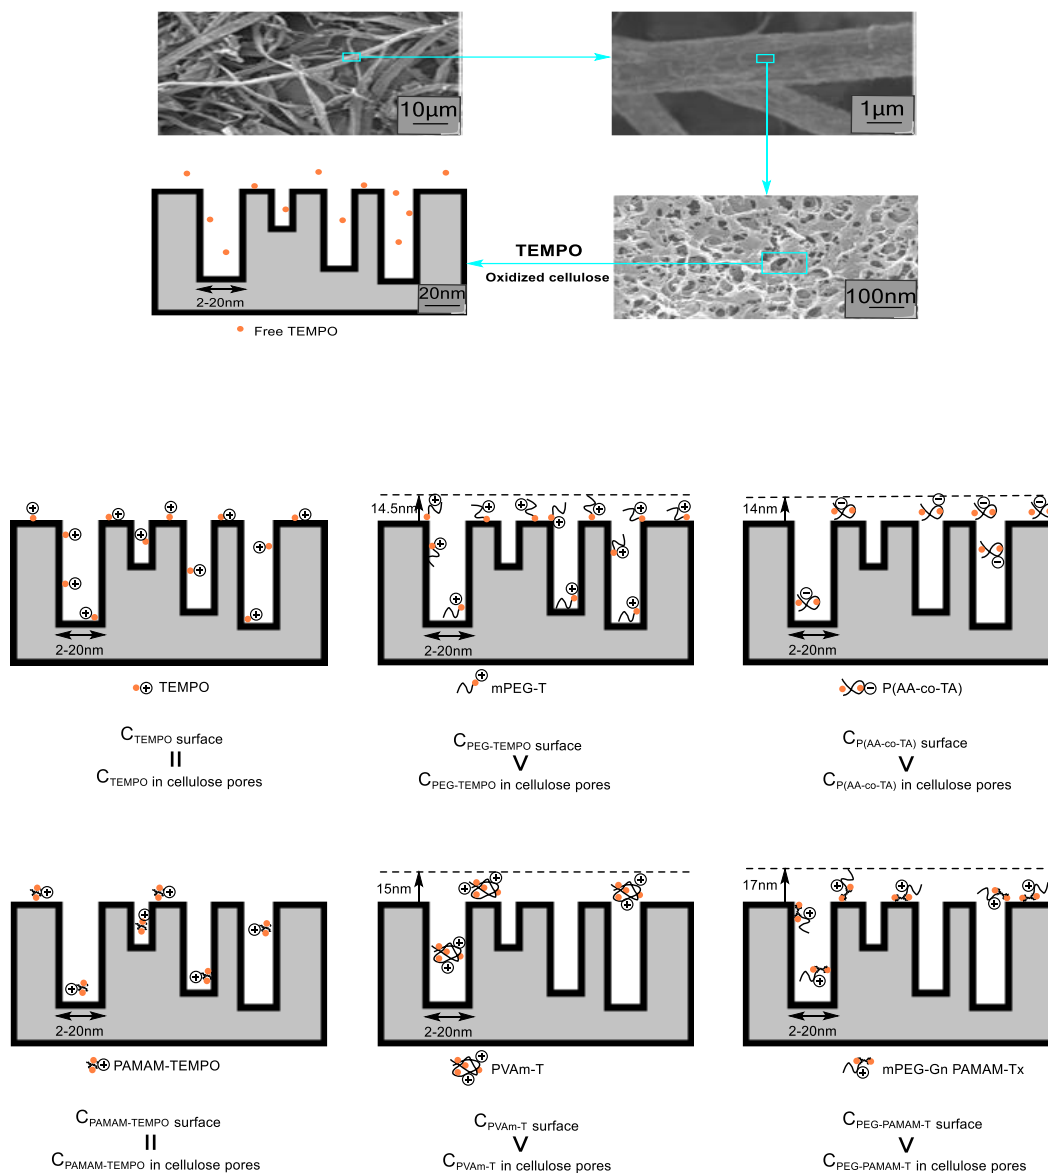 10μm
1μm
TEMPO
Oxidized cellulose
2-20nm
20nm
100nm
Free TEMPO
14.5nm
14nm
2-20nm
2-20nm
2-20nm
TEMPO
mPEG-T
P(AA-co-TA)
CTEMPO surface
=
CTEMPO in cellulose pores
CPEG-TEMPO surface
>
CPEG-TEMPO in cellulose pores
CP(AA-co-TA) surface
>
CP(AA-co-TA) in cellulose pores
15nm
17nm
2-20nm
2-20nm
2-20nm
PAMAM-TEMPO
PVAm-T
mPEG-Gn PAMAM-Tx
CPAMAM-TEMPO surface
=
CPAMAM-TEMPO in cellulose pores
CPVAm-T surface
>
CPVAm-T in cellulose pores
CPEG-PAMAM-T surface
>
CPEG-PAMAM-T in cellulose pores